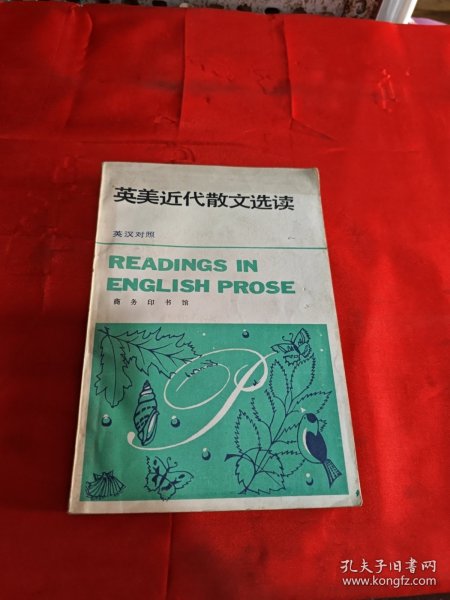 英美近代散文选读
英汉对照
READINGS IN
ENGLISH PROSE
商务印书馆
P
孔夫子旧书网
www.kongfz.com